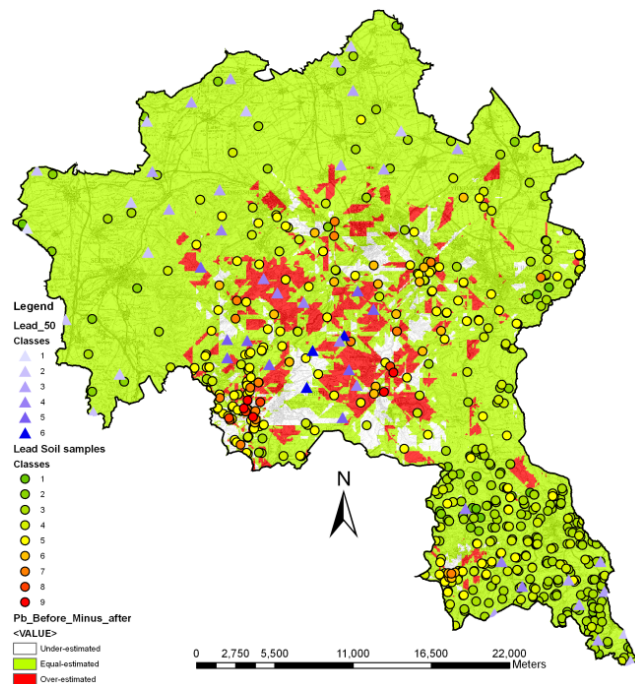 Legend
Lead_50
Classes
1
2
3
4
5
6
Lead Soil samples
Classes
1
2
3
4
5
6
7
8
9
Pb_Before_Minus_after
<VALUE>
Under-estimated
Equal-estimated
Over-estimated
N
0 2,750 5,500 11,000 16,500 22,000
Meters